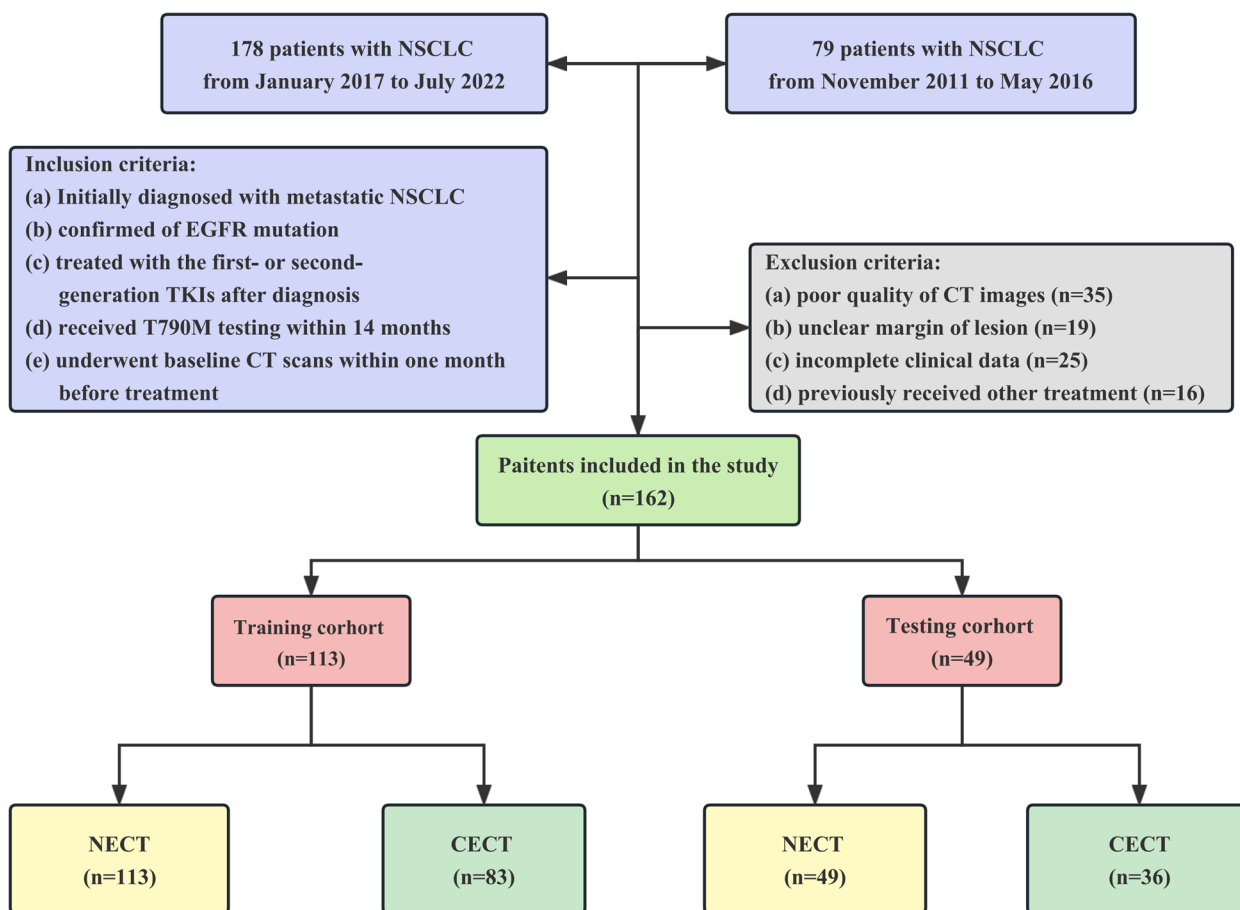 178 patients with NSCLC
from January 2017 to July 2022
79 patients with NSCLC
from November 2011 to May 2016
Inclusion criteria:
(a) Initially diagnosed with metastatic NSCLC
(b) confirmed of EGFR mutation
(c) treated with the first- or second-
generation TKIs after diagnosis
(d) received T790M testing within 14 months
(e) underwent baseline CT scans within one month
before treatment
Exclusion criteria:
(a) poor quality of CT images (n=35)
(b) unclear margin of lesion (n=19)
(c) incomplete clinical data (n=25)
(d) previously received other treatment (n=16)
Paitents included in the study
(n=162)
Training corhort
(n=113)
Testing corhort
(n=49)
NECT
(n=113)
CECT
(n=83)
NECT
(n=49)
CECT
(n=36)